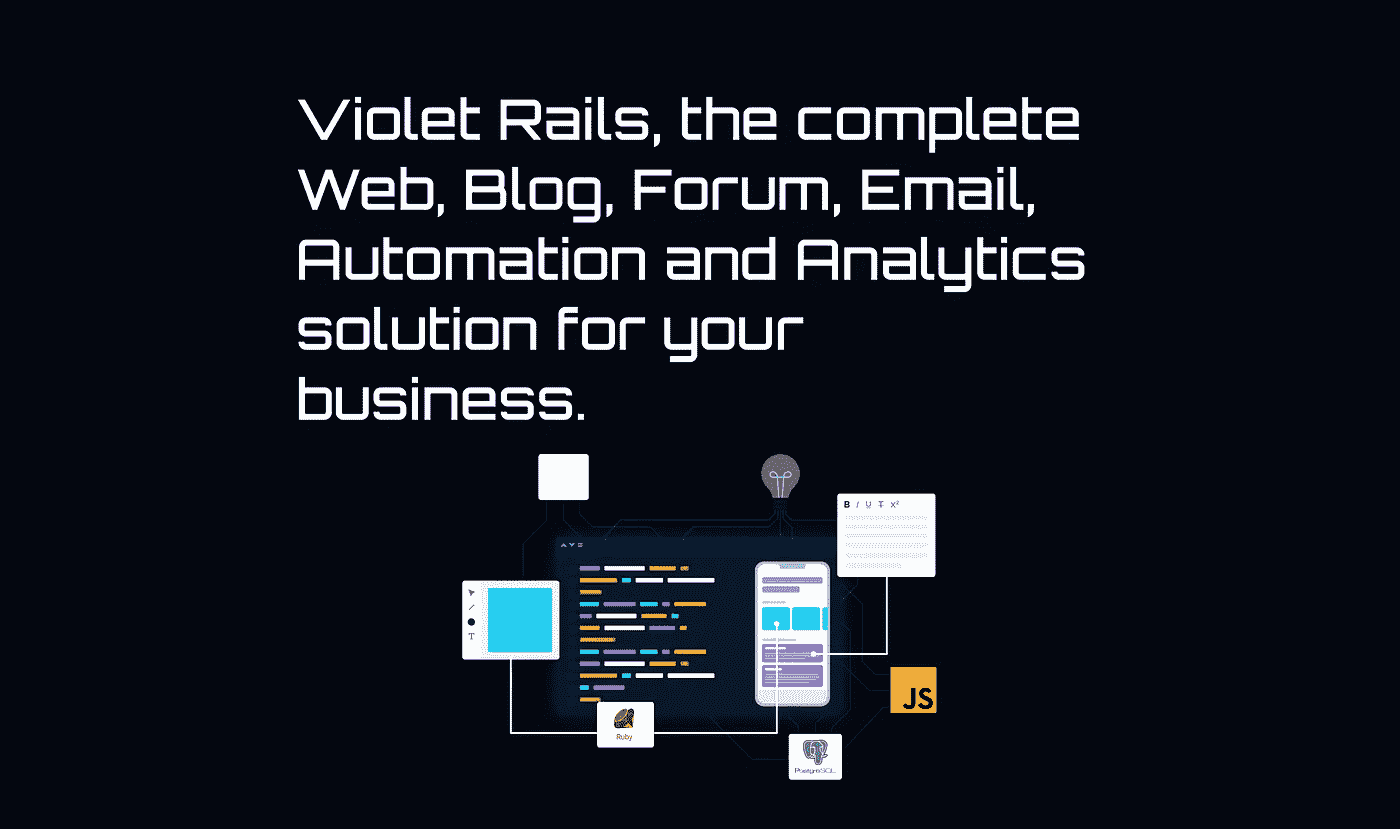 Violet Rails, the complete
Web, Blog, Forum, Email,
Automation and Analytics
solution for your
business.
B I U T X²
T
JS
Ruby
PostgreSQL